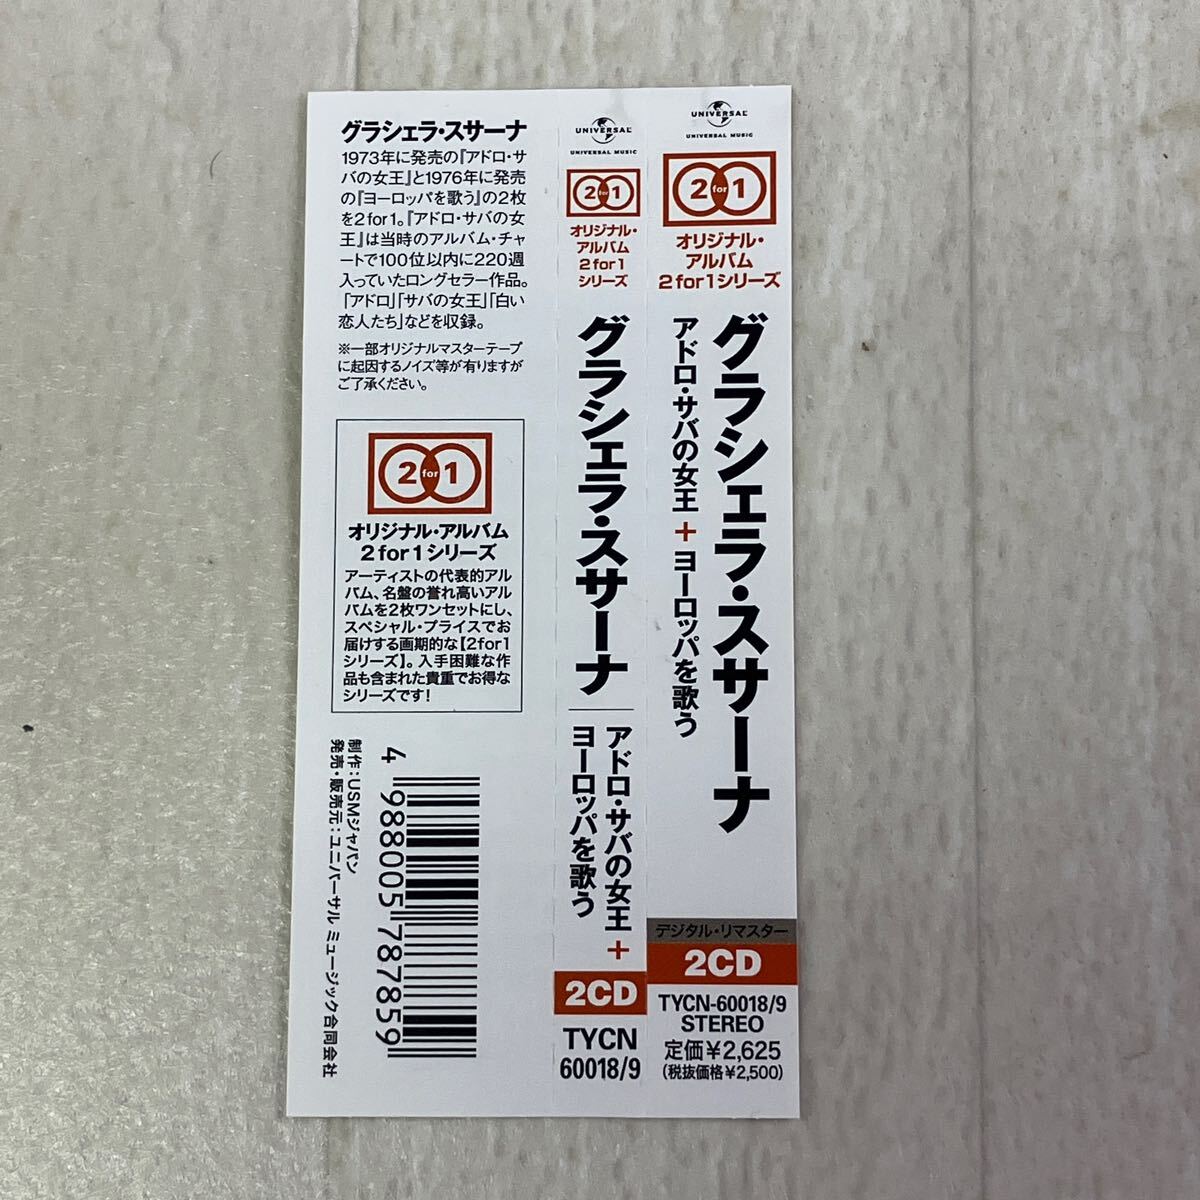 グラシェラ・スサーナ
1973年に発売の『アドロ・サ
バの女王』と1976年に発売
の『ヨーロッパを歌う』の2枚
を2for1。『アドロ・サバの女
王』は当時のアルバム・チャ
ートで100位以内に220週
入っていたロングセラー作品。
「アドロ」「サバの女王」「白い
恋人たち」などを収録。
※一部オリジナルマスターテープ
に起因するノイズ等が有りますが
ご了承ください。
2 for 1
オリジナル・アルバム
2 for 1 シリーズ
アーティストの代表的アル
バム、名盤の誉れ高いアル
バムを2枚ワンセットにし、
スペシャル・プライスでお
届けする画期的な【2for1
シリーズ】。入手困難な作
品も含まれた貴重でお得な
シリーズです!
4 988005 787859
制作：USMジャパン
発売・販売元：ユニバーサル ミュージック合同会社
UNIVERSAL
UNIVERSAL MUSIC
2 for 1
オリジナル・
アルバム
2 for 1
シリーズ
グラシェラ・スサーナ
アドロ・サバの女王 +
ヨーロッパを歌う
2CD
TYCN
60018/9
UNIVERSAL
UNIVERSAL MUSIC
2 for 1
オリジナル・
アルバム
2 for 1シリーズ
グラシェラ・スサーナ
アドロ・サバの女王 + ヨーロッパを歌う
デジタル・リマスター
2CD
TYCN-60018/9
STEREO
定価¥2,625
(税抜価格¥2,500)